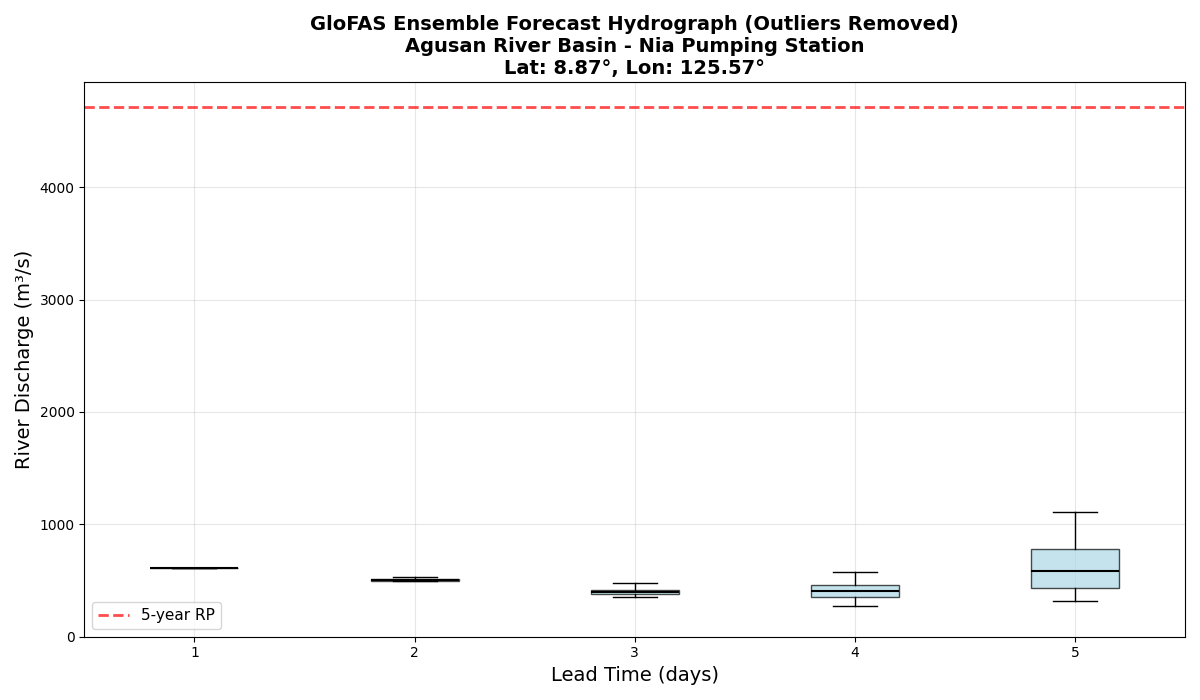 GloFAS Ensemble Forecast Hydrograph (Outliers Removed)
Agusan River Basin - Nia Pumping Station
Lat: 8.87°, Lon: 125.57°
River Discharge (m³/s)
4000
3000
2000
1000
0
5-year RP
1 2 3 4 5
Lead Time (days)